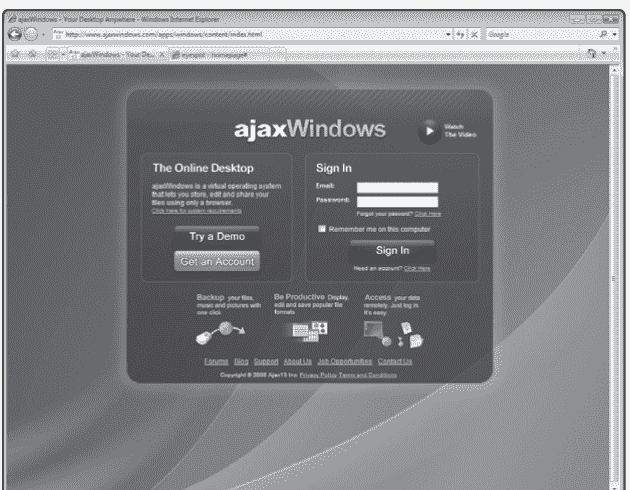 ajaxWindows - Your Desktop Anywhere - Windows Internet Explorer
http://www.ajaxwindows.com/apps/windows/content/index.html
Google
ajaxWindows - Your De...
eyespot : homepage#
ajaxWindows
Watch
The Video
The Online Desktop
ajaxWindows is a virtual operating system
that lets you store, edit and share your
files using only a browser.
Click here for system requirements
Try a Demo
Get an Account
Sign In
Email:
Password:
Forgot your password? Click Here
Remember me on this computer
Sign In
Need an account? Click Here
Backup your files,
music and pictures with
one click.
Be Productive Display,
edit and save popular file
formats
Access your data
remotely. Just log in.
It's easy.
Forums Blog Support About Us Job Opportunities Contact Us
Copyright © 2008 Ajax13 Inc. Privacy Policy Terms and Conditions